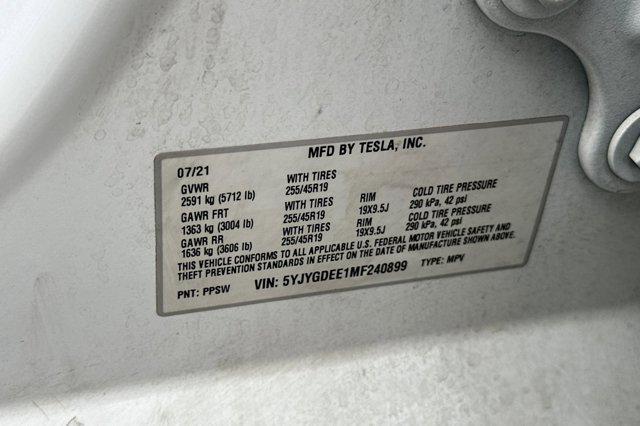 MFD BY TESLA, INC.
07/21
GVWR WITH TIRES
2591 kg (5712 lb) 255/45R19
GAWR FRT WITH TIRES RIM COLD TIRE PRESSURE
1363 kg (3004 lb) 255/45R19 19X9.5J 290 kPa, 42 psi
GAWR RR WITH TIRES RIM COLD TIRE PRESSURE
1636 kg (3606 lb) 255/45R19 19X9.5J 290 kPa, 42 psi
THIS VEHICLE CONFORMS TO ALL APPLICABLE U.S. FEDERAL MOTOR VEHICLE SAFETY AND
THEFT PREVENTION STANDARDS IN EFFECT ON THE DATE OF MANUFACTURE SHOWN ABOVE.
PNT: PPSW VIN: 5YJYGDEE1MF240899 TYPE: MPV